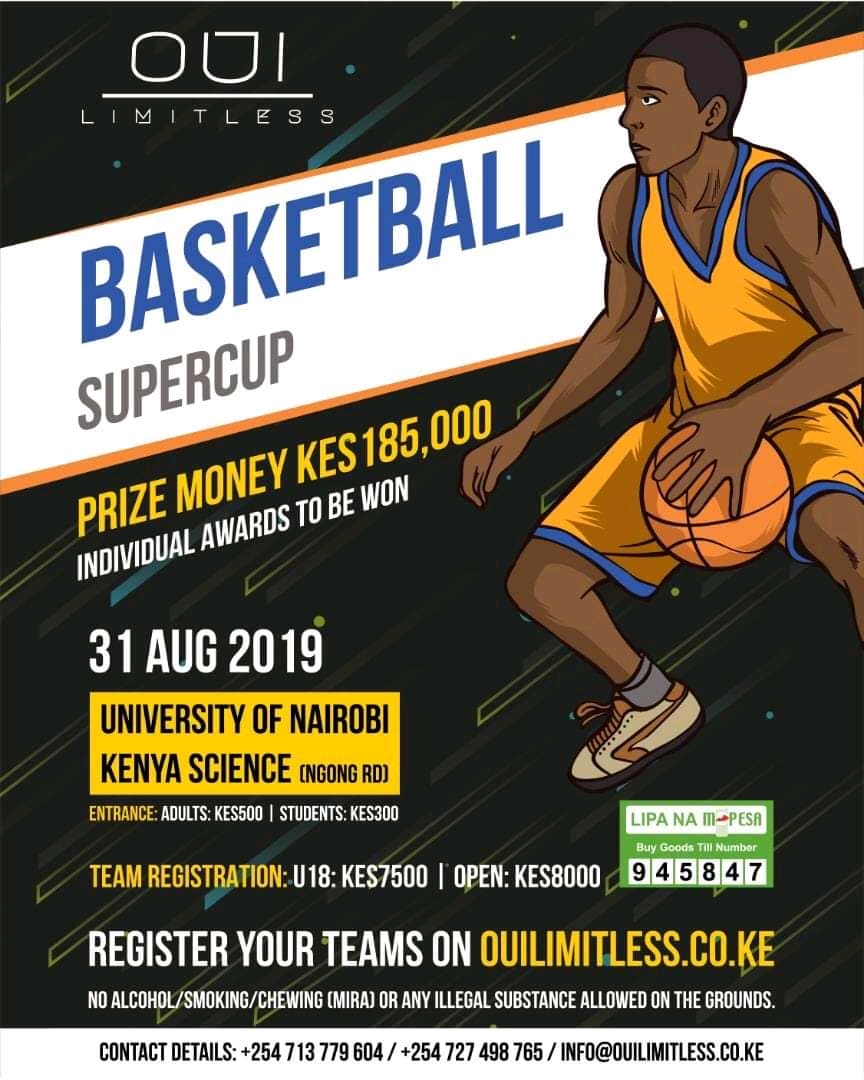 OUI
LIMITLESS
BASKETBALL
SUPERCUP
PRIZE MONEY KES 185,000
INDIVIDUAL AWARDS TO BE WON
31 AUG 2019
UNIVERSITY OF NAIROBI
KENYA SCIENCE (NGONG RD)
ENTRANCE: ADULTS: KES500 | STUDENTS: KES300
LIPA NA M-PESA
Buy Goods Till Number
945847
TEAM REGISTRATION: U18: KES7500 | OPEN: KES8000
REGISTER YOUR TEAMS ON OUILIMITLESS.CO.KE
NO ALCOHOL/SMOKING/CHEWING (MIRA) OR ANY ILLEGAL SUBSTANCE ALLOWED ON THE GROUNDS.
CONTACT DETAILS: +254 713 779 604 / +254 727 498 765 / INFO@OUILIMITLESS.CO.KE